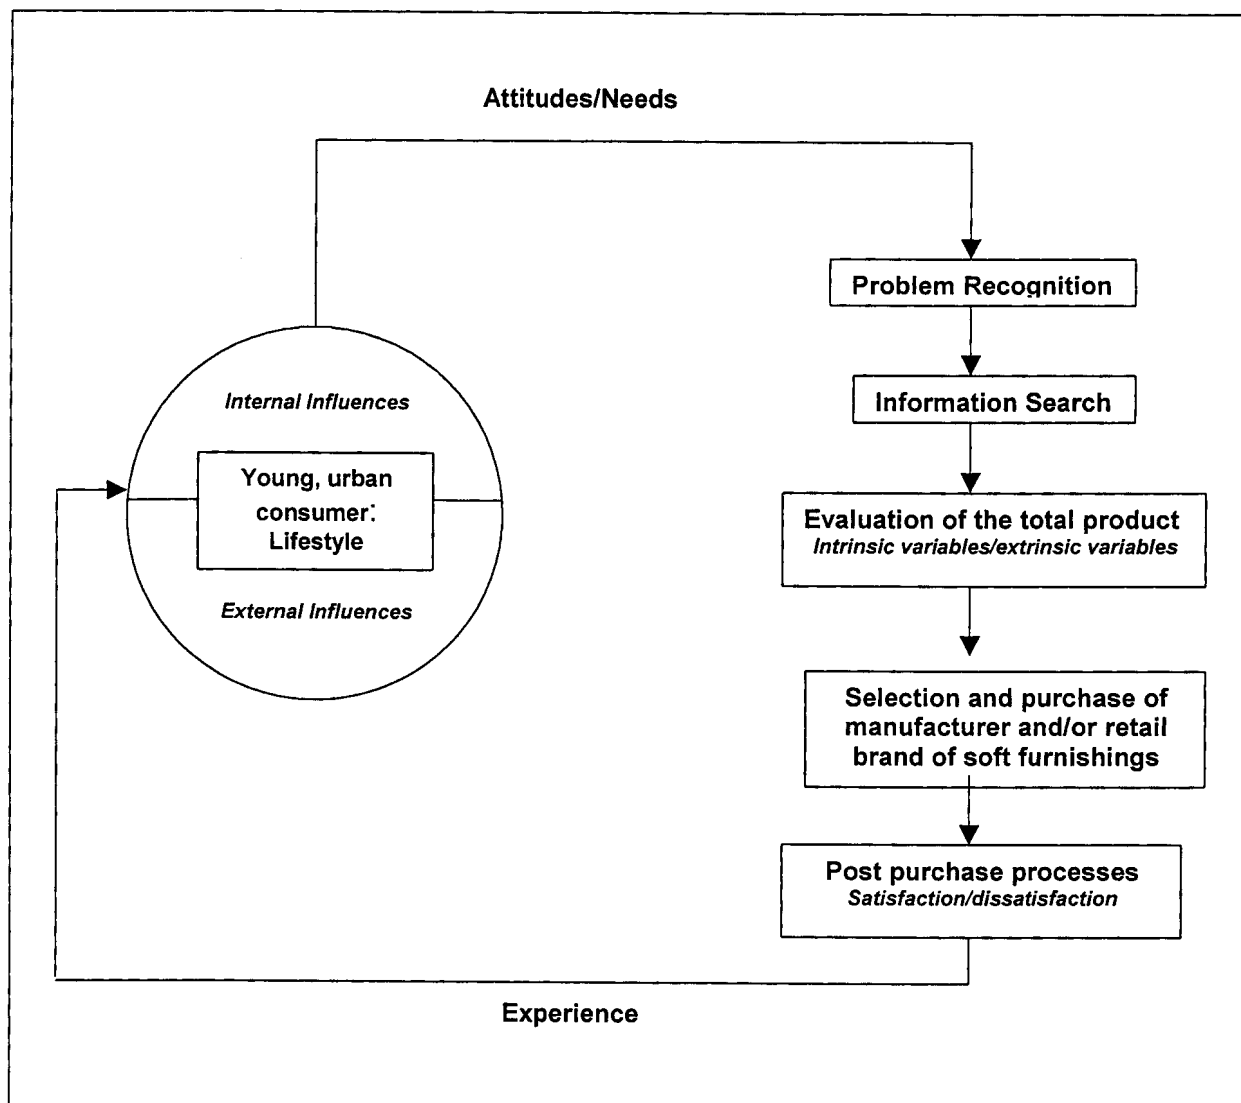 Attitudes/Needs
Problem Recognition
Information Search
Internal Influences
Young, urban
consumer:
Lifestyle
External Influences
Evaluation of the total product
Intrinsic variables/extrinsic variables
Selection and purchase of
manufacturer and/or retail
brand of soft furnishings
Post purchase processes
Satisfaction/dissatisfaction
Experience